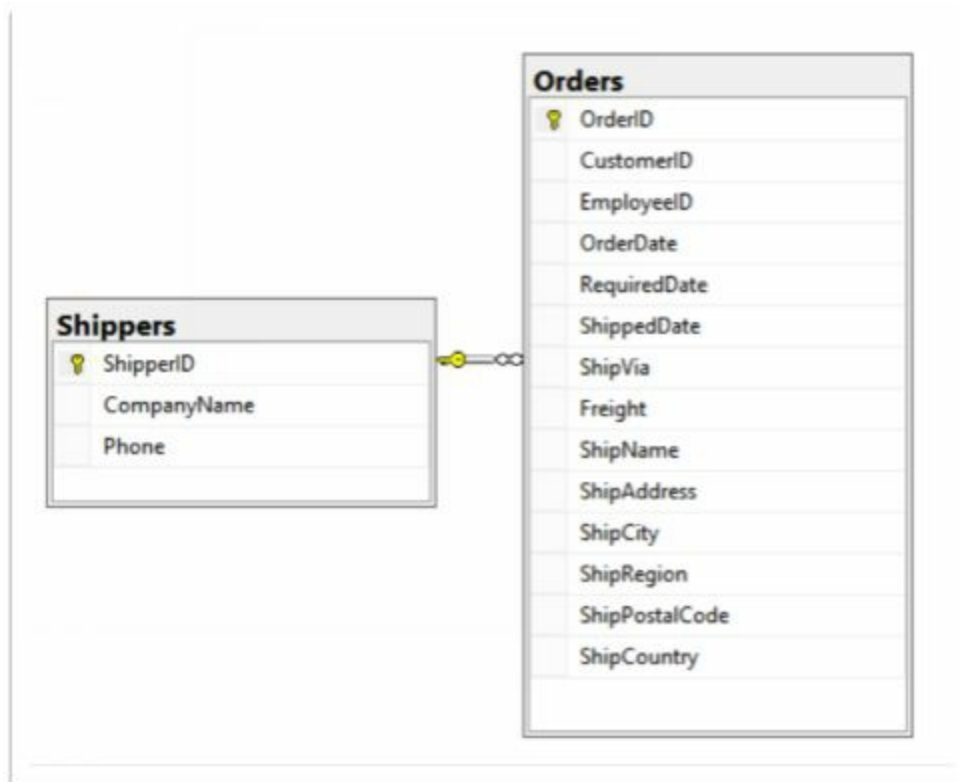 Shippers
ShipperID
CompanyName
Phone
Orders
OrderID
CustomerID
EmployeeID
OrderDate
RequiredDate
ShippedDate
ShipVia
Freight
ShipName
ShipAddress
ShipCity
ShipRegion
ShipPostalCode
ShipCountry